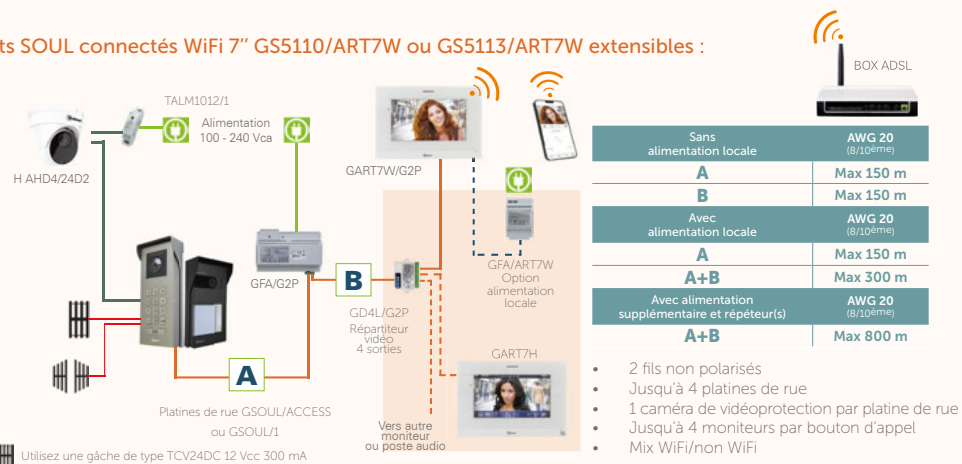 ts SOUL connectés WiFi 7’’ GS5110/ART7W ou GS5113/ART7W extensibles :
BOX ADSL
TALM1012/1
Alimentation
100 - 240 Vca
H AHD4/24D2
GART7W/G2P
GFA/G2P
B
GD4L/G2P
Répartiteur
vidéo
4 sorties
GFA/ART7W
Option
alimentation
locale
GART7H
A
Platines de rue GSOUL/ACCESS
ou GSOUL/1
Vers autre
moniteur
ou poste audio
Utilisez une gâche de type TCV24DC 12 Vcc 300 mA
Sans
alimentation locale
AWG 20
(8/10ème)
A
Max 150 m
B
Max 150 m
Avec
alimentation locale
AWG 20
(8/10ème)
A
Max 150 m
A+B
Max 300 m
Avec alimentation
supplémentaire et répéteur(s)
AWG 20
(8/10ème)
A+B
Max 800 m
• 2 fils non polarisés
• Jusqu'à 4 platines de rue
• 1 caméra de vidéoprotection par platine de rue
• Jusqu'à 4 moniteurs par bouton d'appel
• Mix WiFi/non WiFi